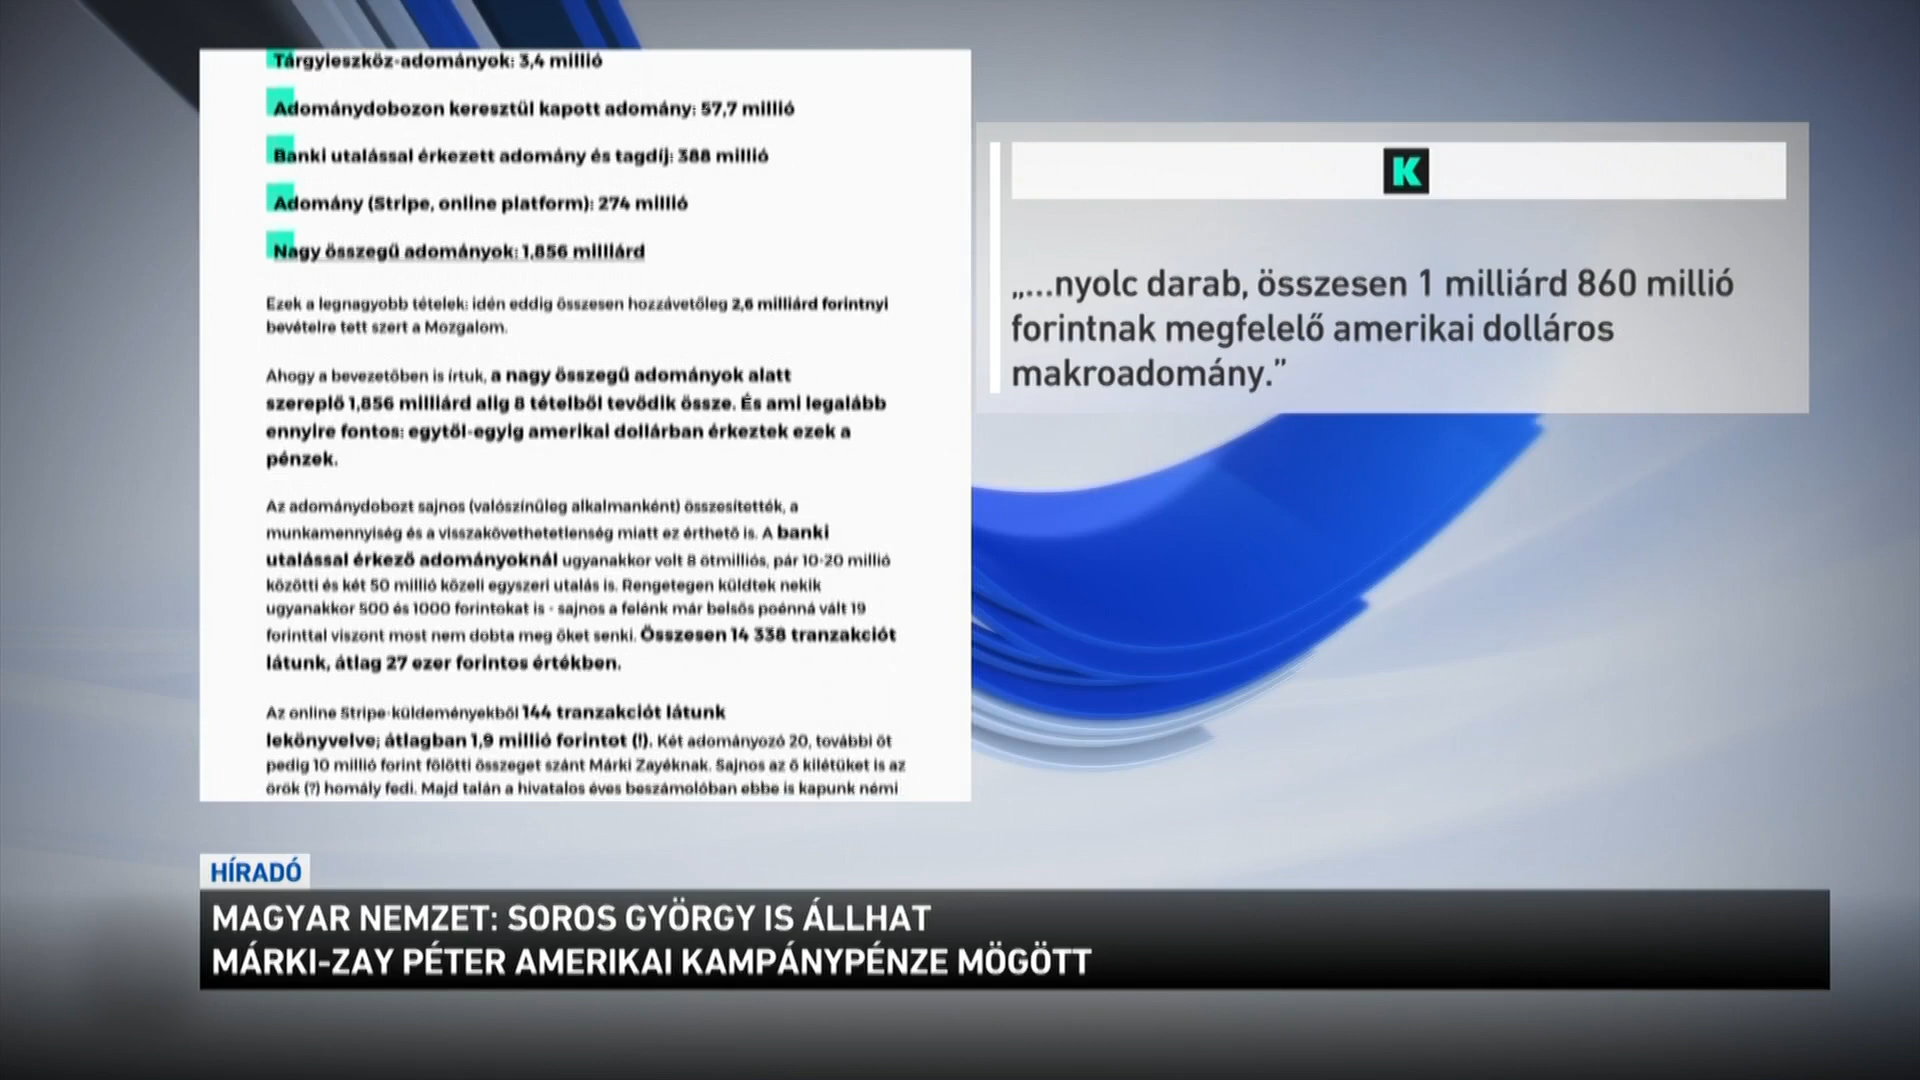 Tárgyieszköz-adományok: 3,4 millió
Adománydobozon keresztül kapott adomány: 57,7 millió
Banki utalással érkezett adomány és tagdíj: 388 millió
Adomány (Stripe, online platform): 274 millió
Nagy összegű adományok: 1,856 milliárd
Ezek a legnagyobb tételek: idén eddig összesen hozzávetőleg 2,6 milliárd forintnyi
bevételre tett szert a Mozgalom.
Ahogy a bevezetőben is írtuk, a nagy összegű adományok alatt
szereplő 1,856 milliárd alig 8 tételből tevődik össze. És ami legalább
ennyire fontos: egytől-egyig amerikai dollárban érkeztek ezek a
pénzek.
Az adománydobozt sajnos (valószínűleg alkalmanként) összesítették, a
munkamennyiség és a visszakövethetetlenség miatt ez érthető is. A banki
utalással érkező adományoknál ugyanakkor volt 8 ötmilliós, pár 10-20 millió
közötti és két 50 millió közeli egyszeri utalás is. Rengetegen küldtek nekik
ugyanakkor 500 és 1000 forintokat is - sajnos a felénk már belsős poénná vált 19
forinttal viszont most nem dobta meg őket senki. Összesen 14 338 tranzakciót
látunk, átlag 27 ezer forintos értékben.
Az online Stripe-küldeményekből 144 tranzakciót látunk
lekönyvelve; átlagban 1,9 millió forintot (!). Két adományozó 20, további öt
pedig 10 millió forint fölötti összeget szánt Márki Zayéknak. Sajnos az ő kilétüket is az
örök (?) homály fedi. Majd talán a hivatalos éves beszámolóban ebbe is kapunk némi
K
„...nyolc darab, összesen 1 milliárd 860 millió
forintnak megfelelő amerikai dolláros
makroadomány.”
HÍRADÓ
MAGYAR NEMZET: SOROS GYÖRGY IS ÁLLHAT
MÁRKI-ZAY PÉTER AMERIKAI KAMPÁNYPÉNZE MÖGÖTT